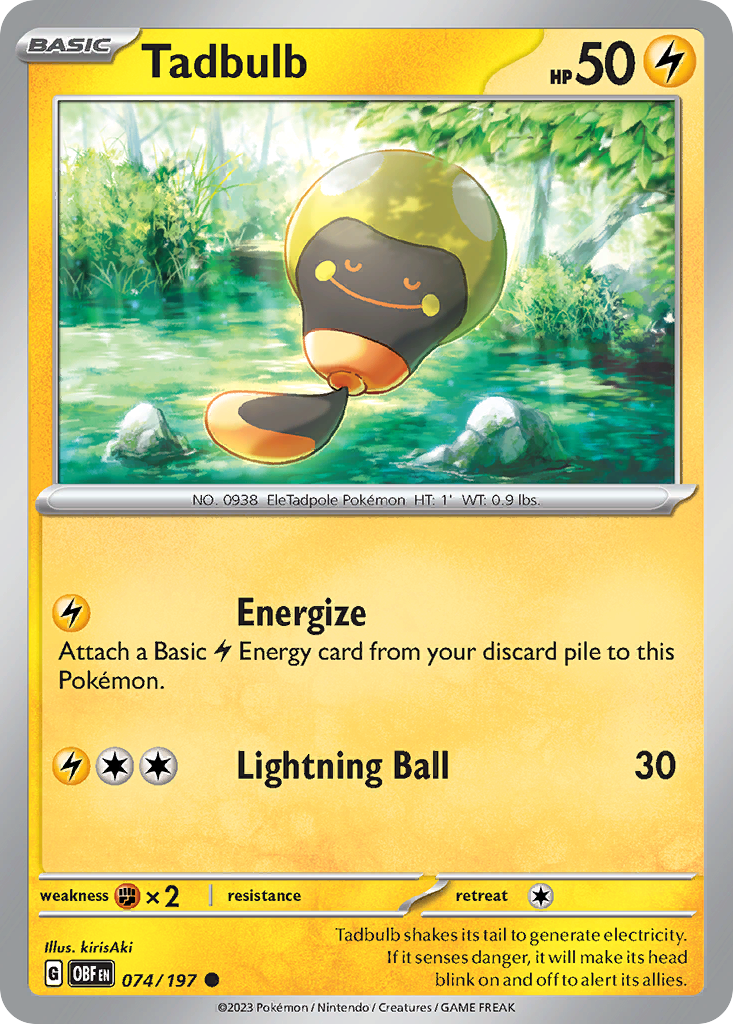 BASIC Tadbulb HP 50
NO. 0938 EleTadpole Pokémon HT: 1' WT: 0.9 lbs.
Energize
Attach a Basic Energy card from your discard pile to this
Pokémon.
Lightning Ball 30
weakness ×2 resistance retreat
Illus. kirisAki
Tadbulb shakes its tail to generate electricity.
If it senses danger, it will make its head
blink on and off to alert its allies.
G OBF EN 074/197
©2023 Pokémon / Nintendo / Creatures / GAME FREAK